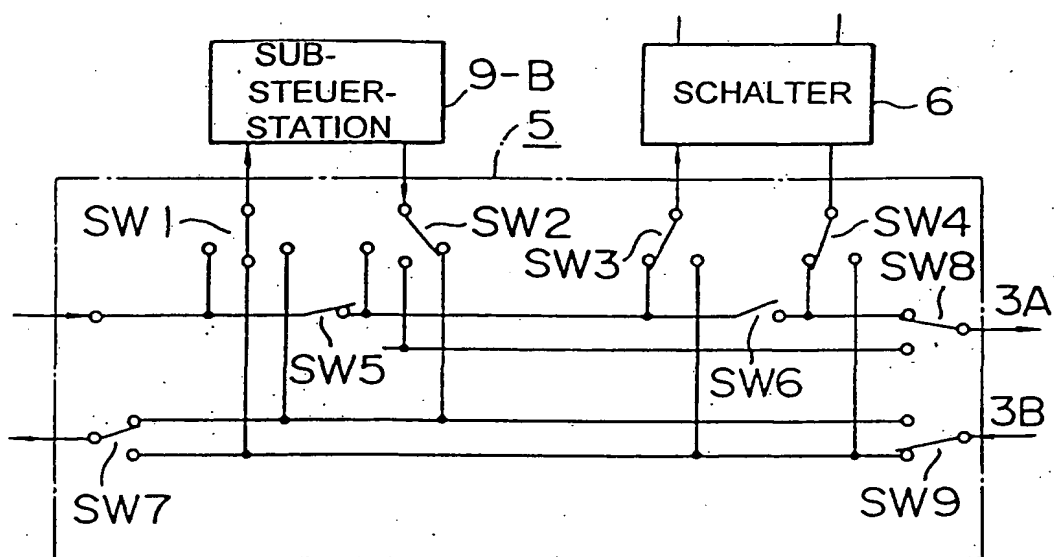 SUB-
STEUER-
STATION
9-B
5
SCHALTER
6
SW1
SW2
SW3
SW4
SW8
3A
SW5
SW6
3B
SW7
SW9